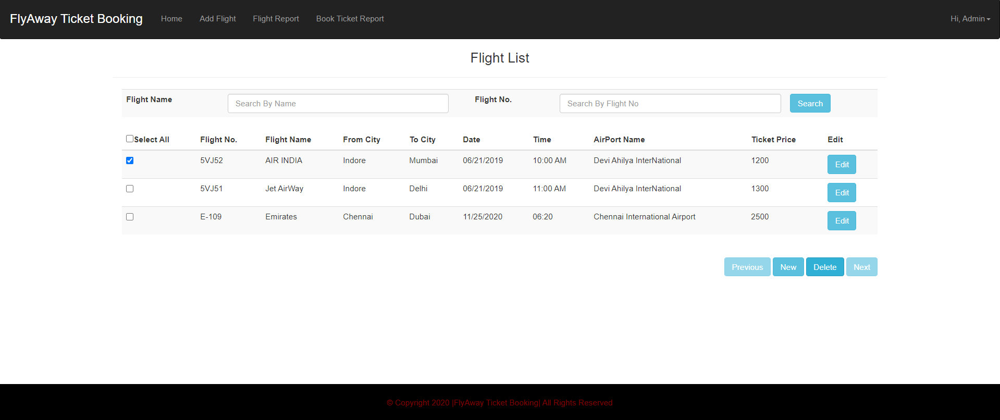 FlyAway Ticket Booking Home Add Flight Flight Report Book Ticket Report Hi, Admin
Flight List
Flight Name Search By Name Flight No. Search By Flight No Search
Select All Flight No. Flight Name From City To City Date Time AirPort Name Ticket Price Edit
5VJ52 AIR INDIA Indore Mumbai 06/21/2019 10:00 AM Devi Ahilya InterNational 1200 Edit
5VJ51 Jet AirWay Indore Delhi 06/21/2019 11:00 AM Devi Ahilya InterNational 1300 Edit
E-109 Emirates Chennai Dubai 11/25/2020 06:20 Chennai International Airport 2500 Edit
Previous New Delete Next
© Copyright 2020 |FlyAway Ticket Booking| All Rights Reserved